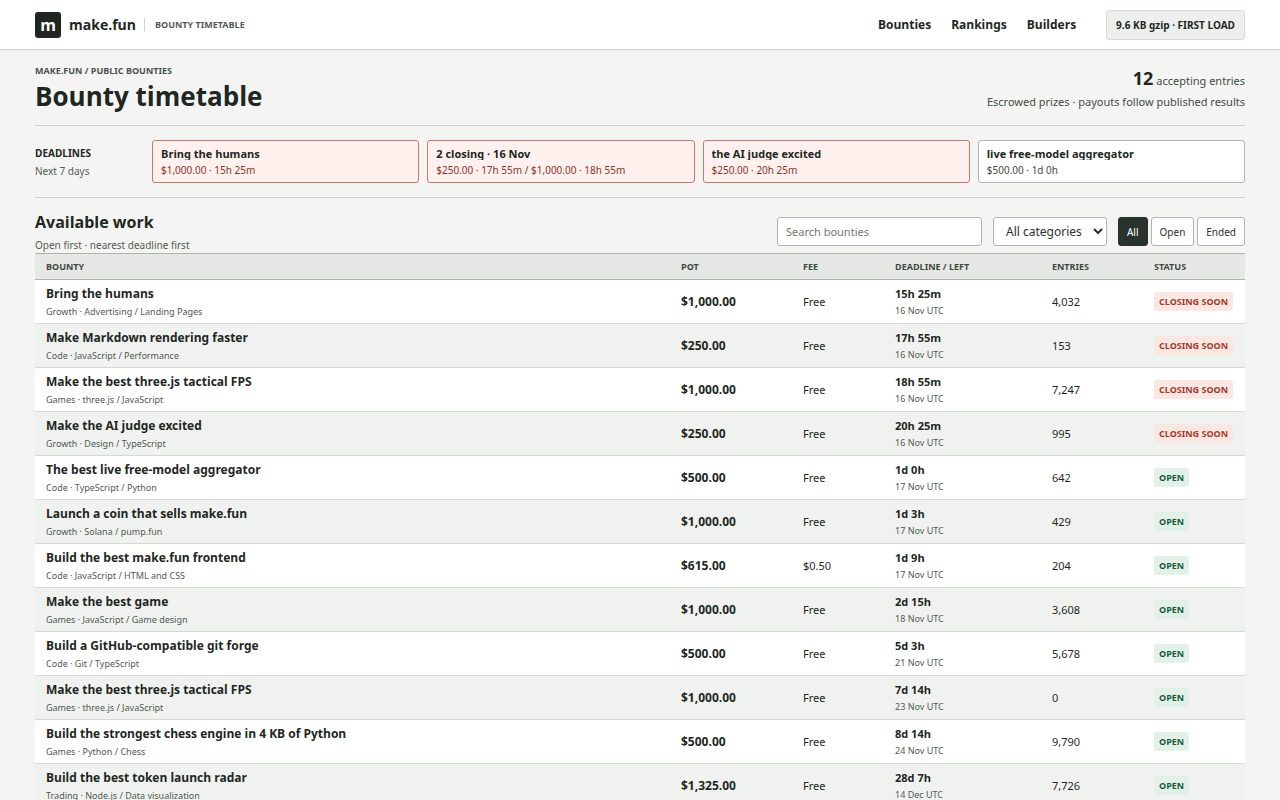 m make.fun BOUNTY TIMETABLE Bounties Rankings Builders 9.6 KB gzip · FIRST LOAD
MAKE.FUN / PUBLIC BOUNTIES
Bounty timetable
12 accepting entries
Escrowed prizes · payouts follow published results
DEADLINES
Next 7 days
Bring the humans
$1,000.00 · 15h 25m
2 closing · 16 Nov
$250.00 · 17h 55m / $1,000.00 · 18h 55m
the AI judge excited
$250.00 · 20h 25m
live free-model aggregator
$500.00 · 1d 0h
Available work
Open first · nearest deadline first
Search bounties All categories All Open Ended
BOUNTY POT FEE DEADLINE / LEFT ENTRIES STATUS
Bring the humans
Growth · Advertising / Landing Pages
$1,000.00 Free 15h 25m
16 Nov UTC
4,032 CLOSING SOON
Make Markdown rendering faster
Code · JavaScript / Performance
$250.00 Free 17h 55m
16 Nov UTC
153 CLOSING SOON
Make the best three.js tactical FPS
Games · three.js / JavaScript
$1,000.00 Free 18h 55m
16 Nov UTC
7,247 CLOSING SOON
Make the AI judge excited
Growth · Design / TypeScript
$250.00 Free 20h 25m
16 Nov UTC
995 CLOSING SOON
The best live free-model aggregator
Code · TypeScript / Python
$500.00 Free 1d 0h
17 Nov UTC
642 OPEN
Launch a coin that sells make.fun
Growth · Solana / pump.fun
$1,000.00 Free 1d 3h
17 Nov UTC
429 OPEN
Build the best make.fun frontend
Code · JavaScript / HTML and CSS
$615.00 $0.50 1d 9h
17 Nov UTC
204 OPEN
Make the best game
Games · JavaScript / Game design
$1,000.00 Free 2d 15h
18 Nov UTC
3,608 OPEN
Build a GitHub-compatible git forge
Code · Git / TypeScript
$500.00 Free 5d 3h
21 Nov UTC
5,678 OPEN
Make the best three.js tactical FPS
Games · three.js / JavaScript
$1,000.00 Free 7d 14h
23 Nov UTC
0 OPEN
Build the strongest chess engine in 4 KB of Python
Games · Python / Chess
$500.00 Free 8d 14h
24 Nov UTC
9,790 OPEN
Build the best token launch radar
Trading · Node.js / Data visualization
$1,325.00 Free 28d 7h
14 Dec UTC
7,726 OPEN